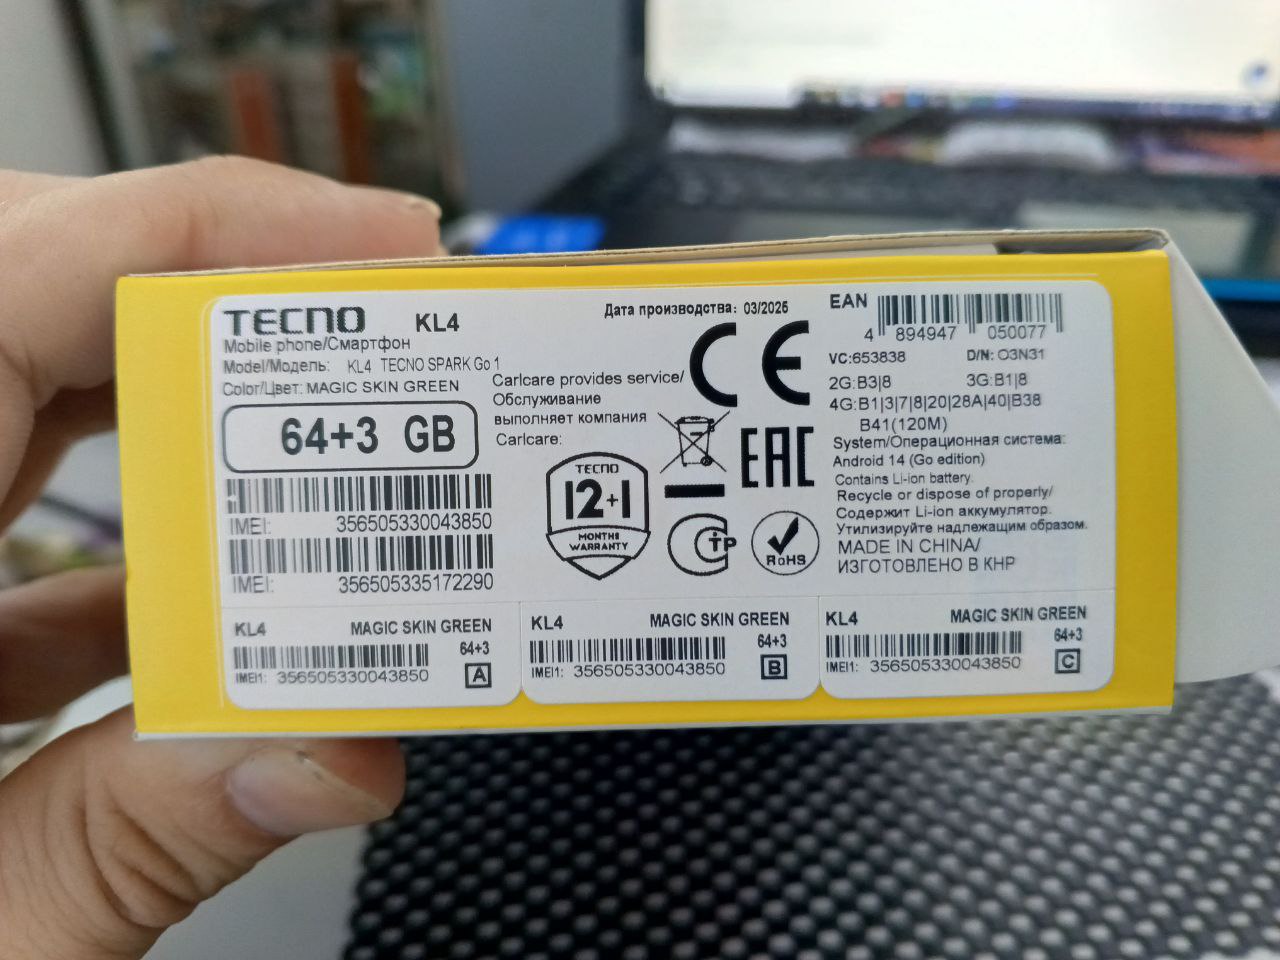 TECNO KL4
Mobile phone/Смартфон
Model/Модель: KL4 TECNO SPARK Go 1
Color/Цвет: MAGIC SKIN GREEN
64+3 GB
IMEI: 356505330043850
IMEI: 356505335172290
Дата производства: 03/2025
Carlcare provides service/
Обслуживание
выполняет компания
Carlcare:
CE
TECNO
12+1
MONTHS
WARRANTY
EAC
СТР
RoHS
EAN
4 894947 050077
VC:653838 D/N: O3N31
2G:B3|8 3G:B1|8
4G:B1|3|7|8|20|28A|40|B38
B41(120M)
System/Операционная система:
Android 14 (Go edition)
Contains Li-ion battery.
Recycle or dispose of properly/
Содержит Li-ion аккумулятор.
Утилизируйте надлежащим образом.
MADE IN CHINA/
ИЗГОТОВЛЕНО В КНР
KL4 MAGIC SKIN GREEN
64+3
IMEI1: 356505330043850 A
KL4 MAGIC SKIN GREEN
64+3
IMEI1: 356505330043850 B
KL4 MAGIC SKIN GREEN
64+3
IMEI1: 356505330043850 C